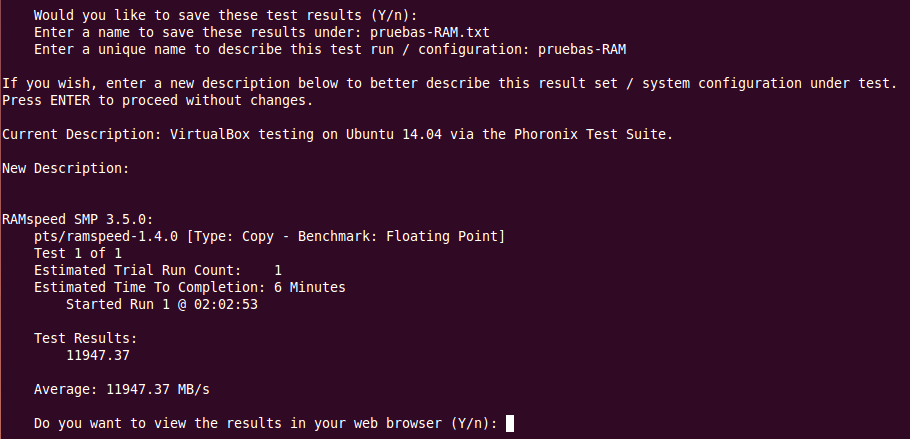 Would you like to save these test results (Y/n):
Enter a name to save these results under: pruebas-RAM.txt
Enter a unique name to describe this test run / configuration: pruebas-RAM
If you wish, enter a new description below to better describe this result set / system configuration under test.
Press ENTER to proceed without changes.
Current Description: VirtualBox testing on Ubuntu 14.04 via the Phoronix Test Suite.
New Description:
RAMspeed SMP 3.5.0:
pts/ramspeed-1.4.0 [Type: Copy - Benchmark: Floating Point]
Test 1 of 1
Estimated Trial Run Count:    1
Estimated Time To Completion: 6 Minutes
Started Run 1 @ 02:02:53
Test Results:
11947.37
Average: 11947.37 MB/s
Do you want to view the results in your web browser (Y/n):